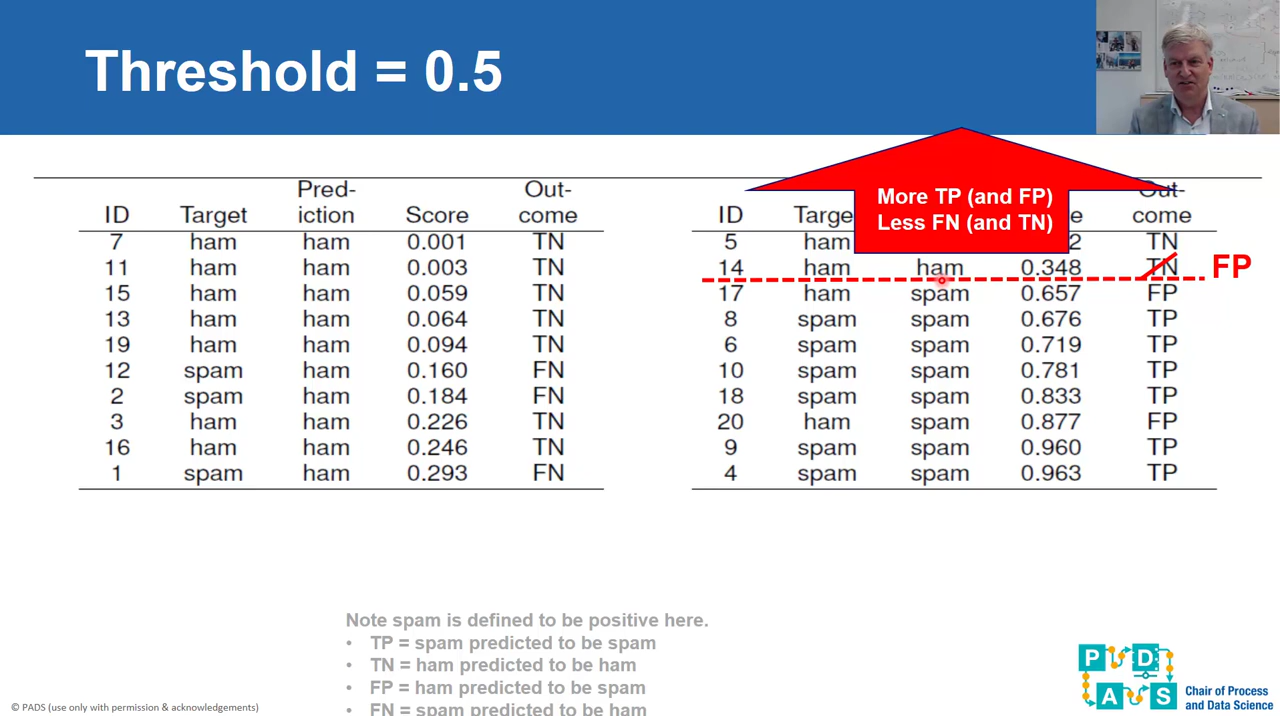 Threshold = 0.5
More TP (and FP)
Less FN (and TN)
Pred- Out-
ID Target iction Score come
7 ham ham 0.001 TN
11 ham ham 0.003 TN
15 ham ham 0.059 TN
13 ham ham 0.064 TN
19 ham ham 0.094 TN
12 spam ham 0.160 FN
2 spam ham 0.184 FN
3 ham ham 0.226 TN
16 ham ham 0.246 TN
1 spam ham 0.293 FN
Out-
ID come
5 ham TN
14 ham ham 0.348 TN FP
17 ham spam 0.657 FP
8 spam spam 0.676 TP
6 spam spam 0.719 TP
10 spam spam 0.781 TP
18 spam spam 0.833 TP
20 ham spam 0.877 FP
9 spam spam 0.960 TP
4 spam spam 0.963 TP
Note spam is defined to be positive here.
• TP = spam predicted to be spam
• TN = ham predicted to be ham
• FP = ham predicted to be spam
• FN = spam predicted to be ham
© PADS (use only with permission & acknowledgements)
P D
A S
Chair of Process
and Data Science